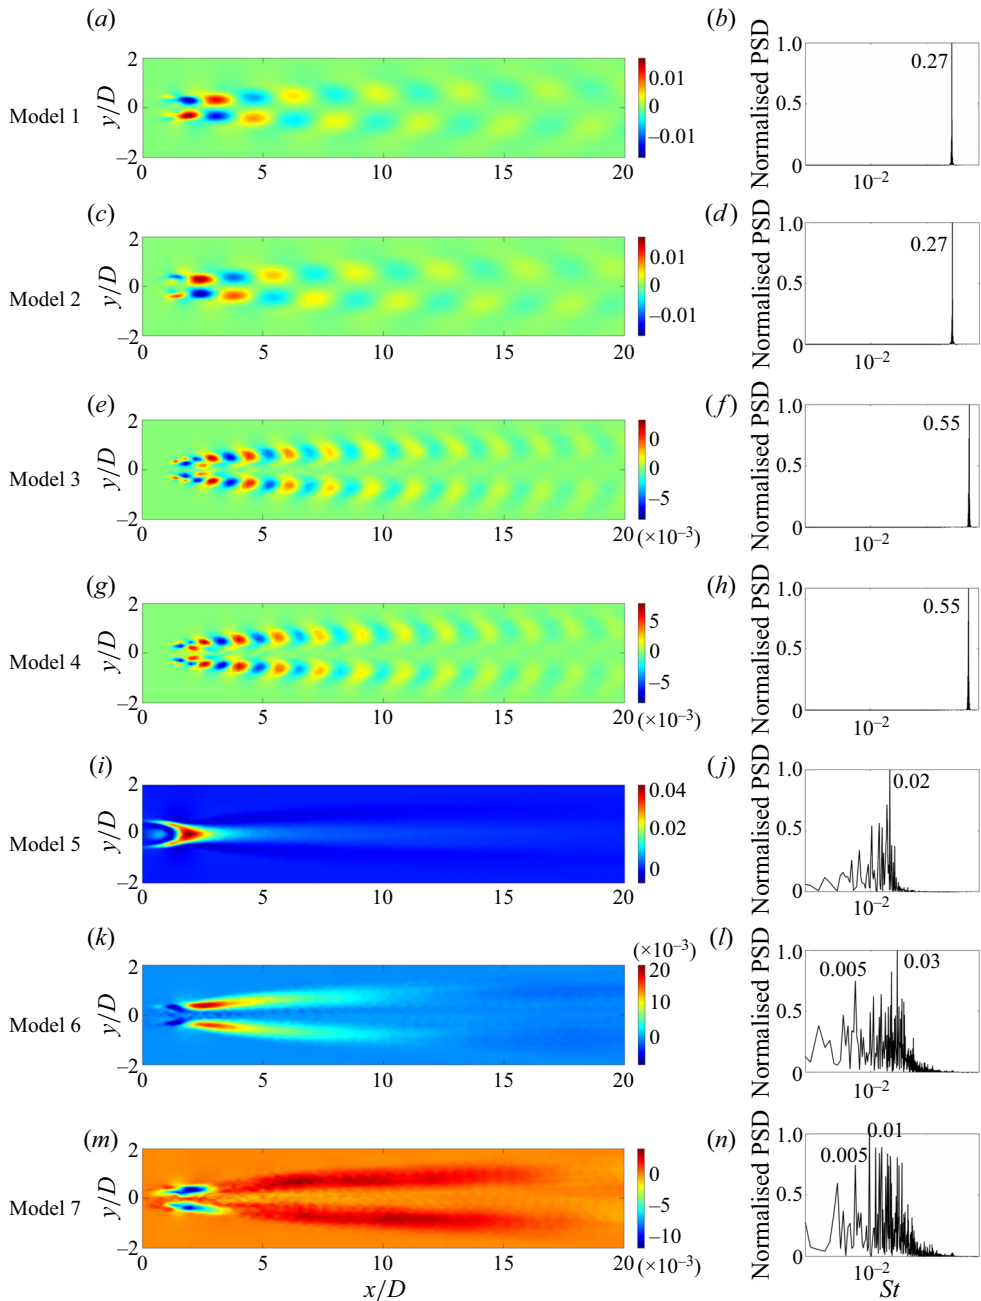 (a) (b)
Model 1 y/D 2 0 –2 0 5 10 15 20 0.01 0 –0.01 Normalised PSD 1.0 0.5 0 0.27 10–2
(c) (d)
Model 2 y/D 2 0 –2 0 5 10 15 20 0.01 0 –0.01 Normalised PSD 1.0 0.5 0 0.27 10–2
(e) (f)
Model 3 y/D 2 0 –2 0 5 10 15 20 5 0 –5 (×10–3) Normalised PSD 1.0 0.5 0 0.55 10–2
(g) (h)
Model 4 y/D 2 0 –2 0 5 10 15 20 5 0 –5 (×10–3) Normalised PSD 1.0 0.5 0 0.55 10–2
(i) (j)
Model 5 y/D 2 0 –2 0 5 10 15 20 0.04 0.02 0 Normalised PSD 1.0 0.5 0 0.02 10–2
(k) (×10–3) (l)
Model 6 y/D 2 0 –2 0 5 10 15 20 20 10 0 Normalised PSD 1.0 0.5 0 0.005 0.03 10–2
(m) (n)
Model 7 y/D 2 0 –2 0 5 10 15 20 0 –5 –10 (×10–3) Normalised PSD 1.0 0.5 0 0.005 0.01 10–2
x/D St